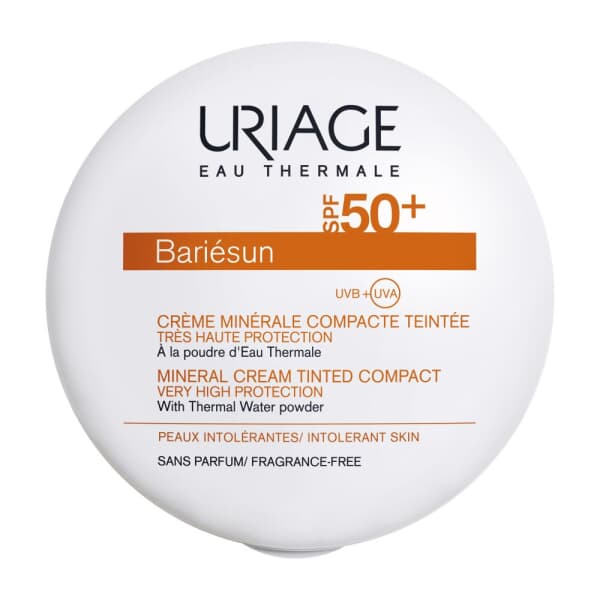 URIAGE
EAU THERMALE
SPF 50+
Bariésun
UVB + UVA
CRÈME MINÉRALE COMPACTE TEINTÉE
TRÈS HAUTE PROTECTION
À la poudre d'Eau Thermale
MINERAL CREAM TINTED COMPACT
VERY HIGH PROTECTION
With Thermal Water powder
PEAUX INTOLÉRANTES/ INTOLERANT SKIN
SANS PARFUM/ FRAGRANCE-FREE